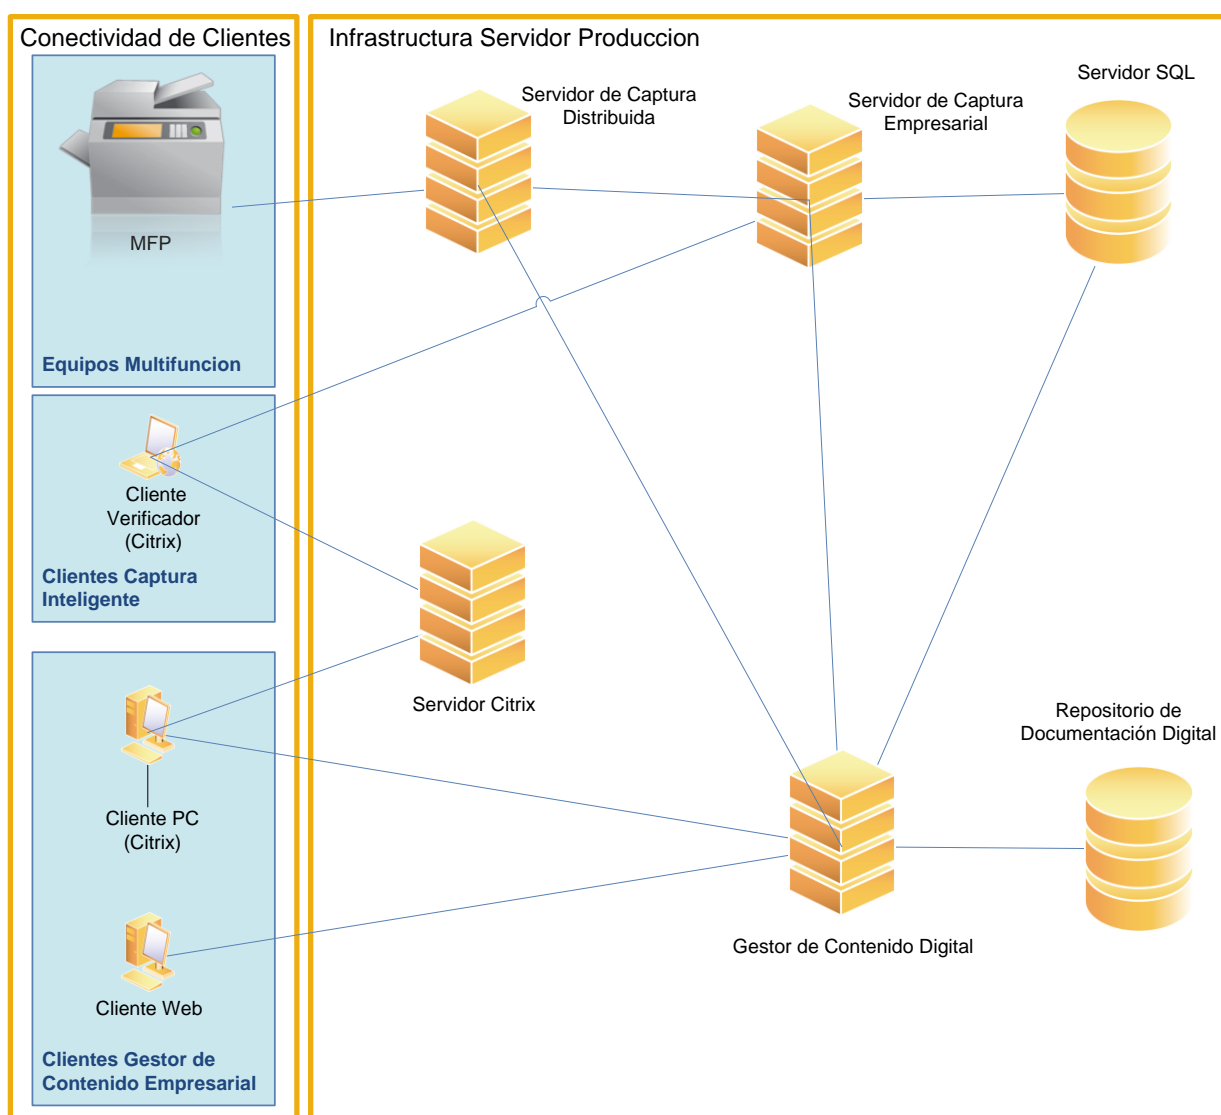 Conectividad de Clientes
Infrastructura Servidor Produccion
MFP
Equipos Multifuncion
Cliente
Verificador
(Citrix)
Clientes Captura
Inteligente
Cliente PC
(Citrix)
Cliente Web
Clientes Gestor de
Contenido Empresarial
Servidor de Captura
Distribuida
Servidor de Captura
Empresarial
Servidor SQL
Servidor Citrix
Repositorio de
Documentación Digital
Gestor de Contenido Digital